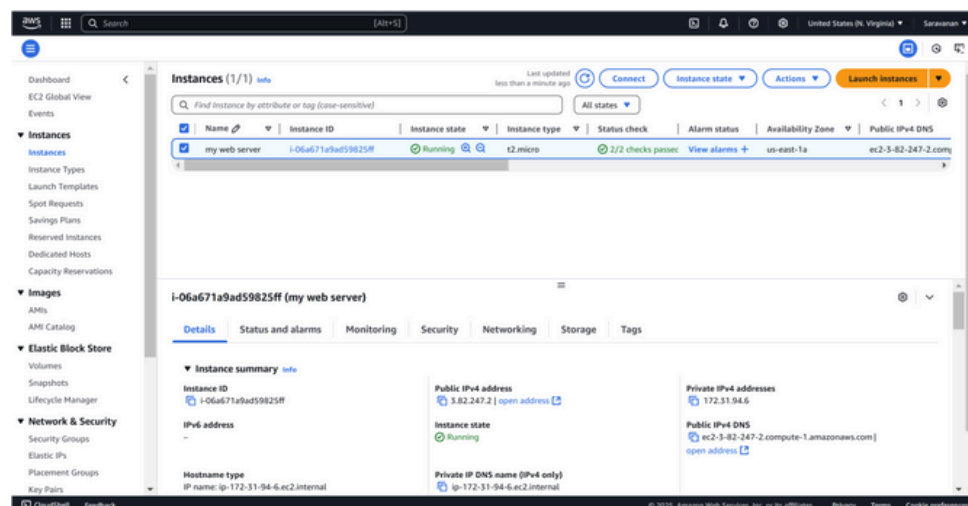 aws
Search [Alt+S] United States (N. Virginia) Saravanan
Dashboard
EC2 Global View
Events
Instances
Instances
Instance Types
Launch Templates
Spot Requests
Savings Plans
Reserved Instances
Dedicated Hosts
Capacity Reservations
Images
AMIs
AMI Catalog
Elastic Block Store
Volumes
Snapshots
Lifecycle Manager
Network & Security
Security Groups
Elastic IPs
Placement Groups
Key Pairs
Instances (1/1) Info
Last updated
less than a minute ago
Connect Instance state Actions Launch instances
Find Instance by attribute or tag (case-sensitive) All states 1
Name Instance ID Instance state Instance type Status check Alarm status Availability Zone Public IPv4 DNS
my web server i-06a671a9ad59825ff Running t2.micro 2/2 checks passec View alarms + us-east-1a ec2-3-82-247-2.comp
i-06a671a9ad59825ff (my web server)
Details Status and alarms Monitoring Security Networking Storage Tags
Instance summary Info
Instance ID Public IPv4 address Private IPv4 addresses
i-06a671a9ad59825ff 3.82.247.2 | open address 172.31.94.6
IPv6 address Instance state Public IPv4 DNS
– Running ec2-3-82-247-2.compute-1.amazonaws.com |
open address
Hostname type Private IP DNS name (IPv4 only)
IP name: ip-172-31-94-6.ec2.internal ip-172-31-94-6.ec2.internal
CloudShell Feedback © 2025, Amazon Web Services, Inc. or its affiliates. Privacy Terms Cookie preferences